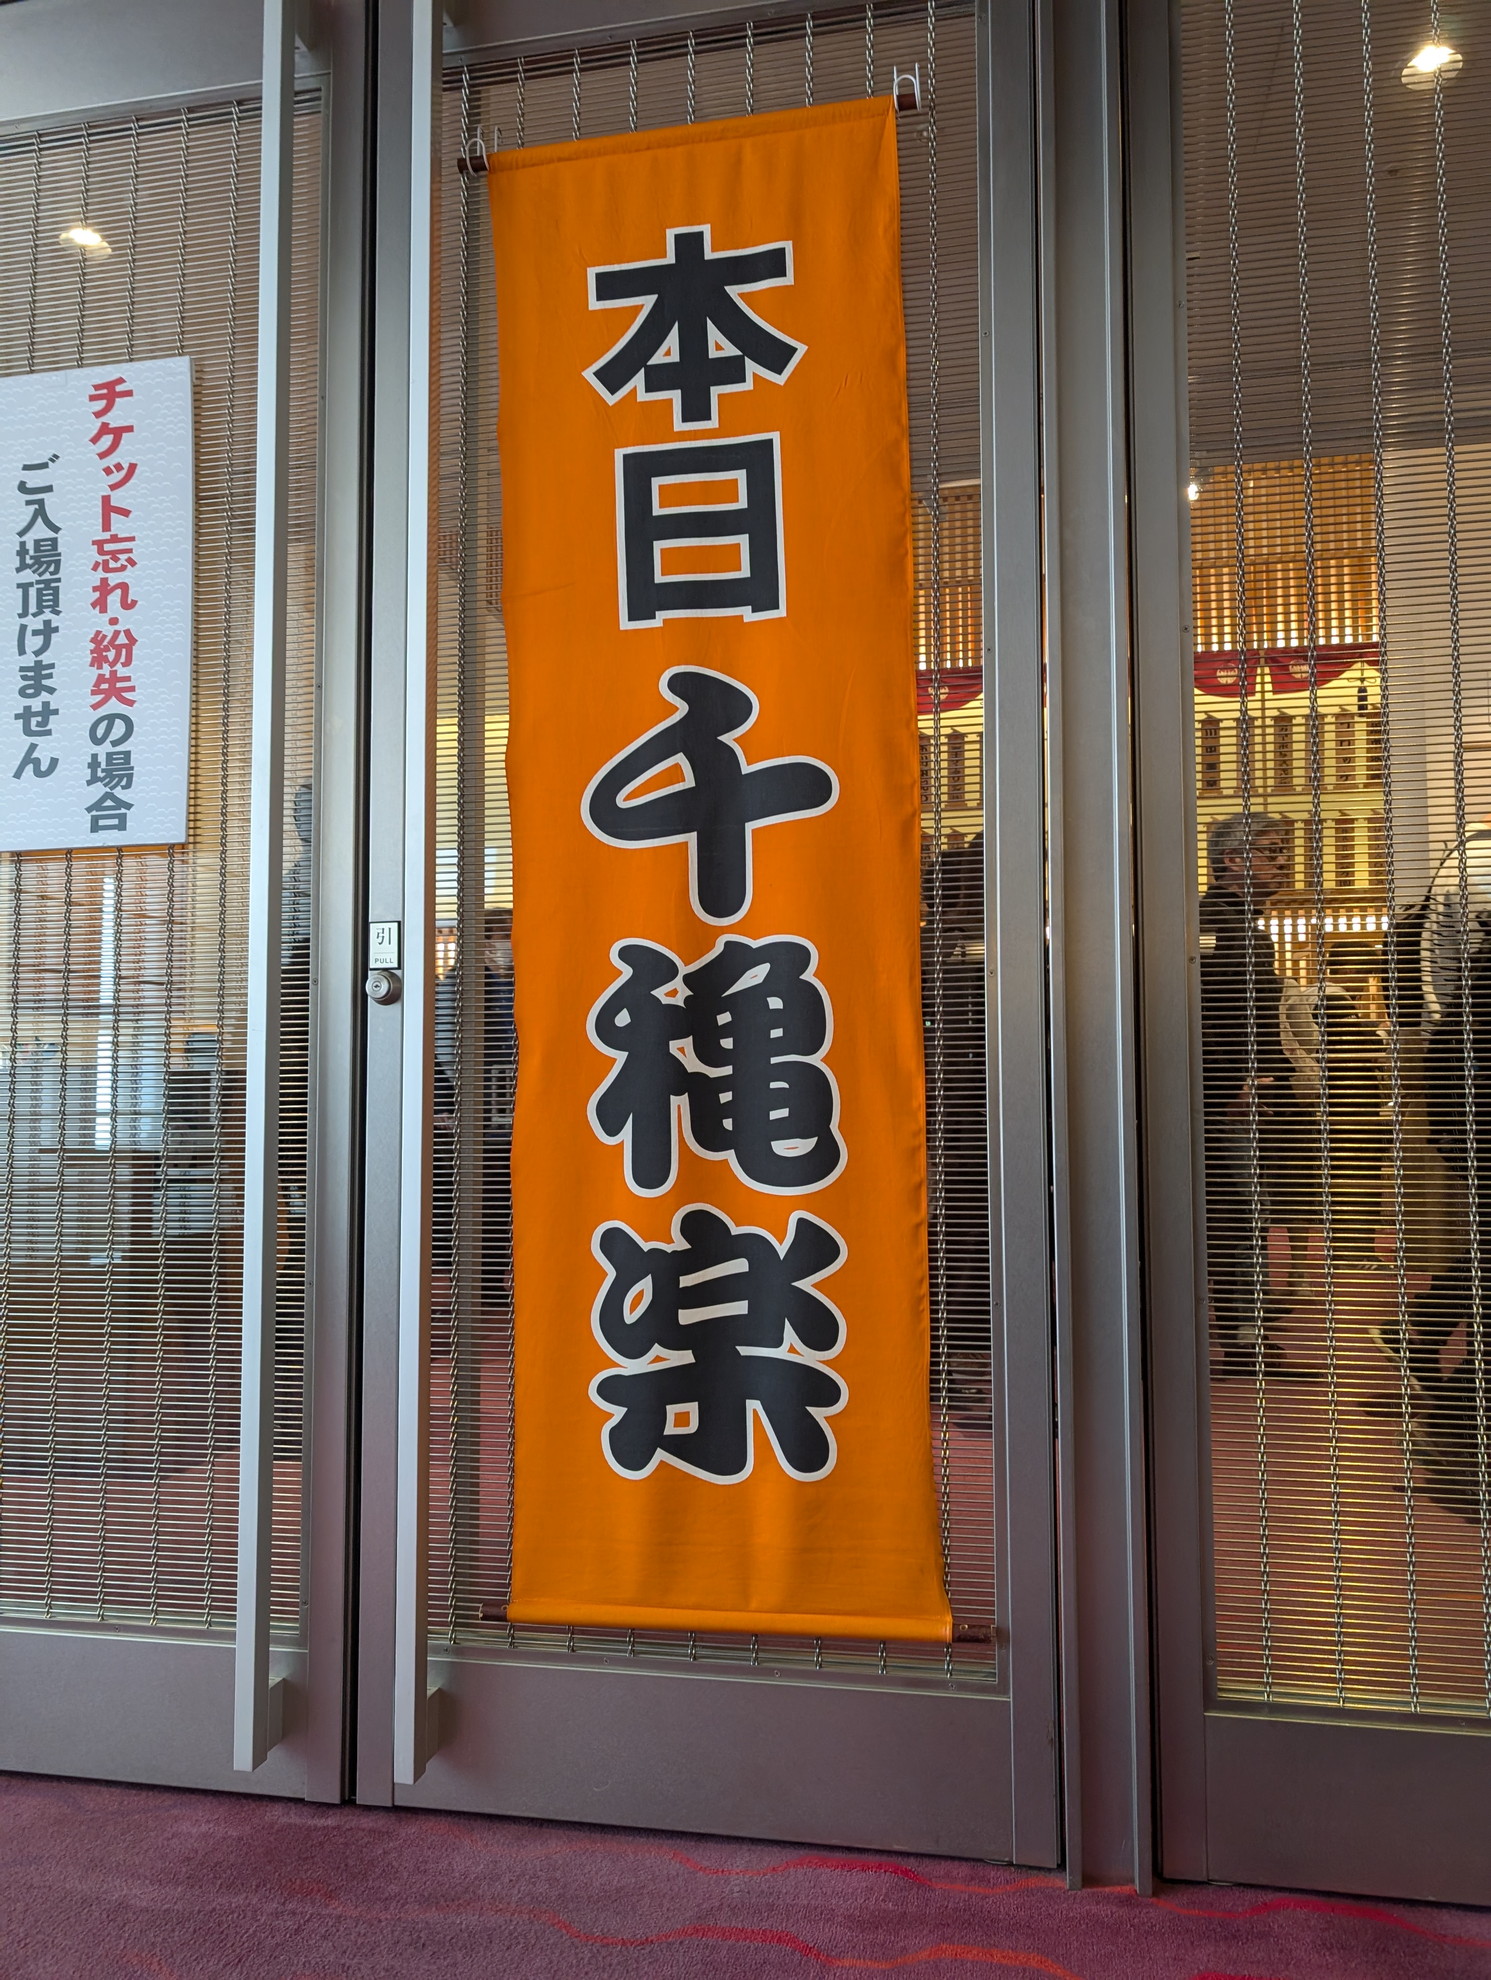 本日千穐楽
チケット忘れ・紛失の場合
ご入場頂けません
引
PULL